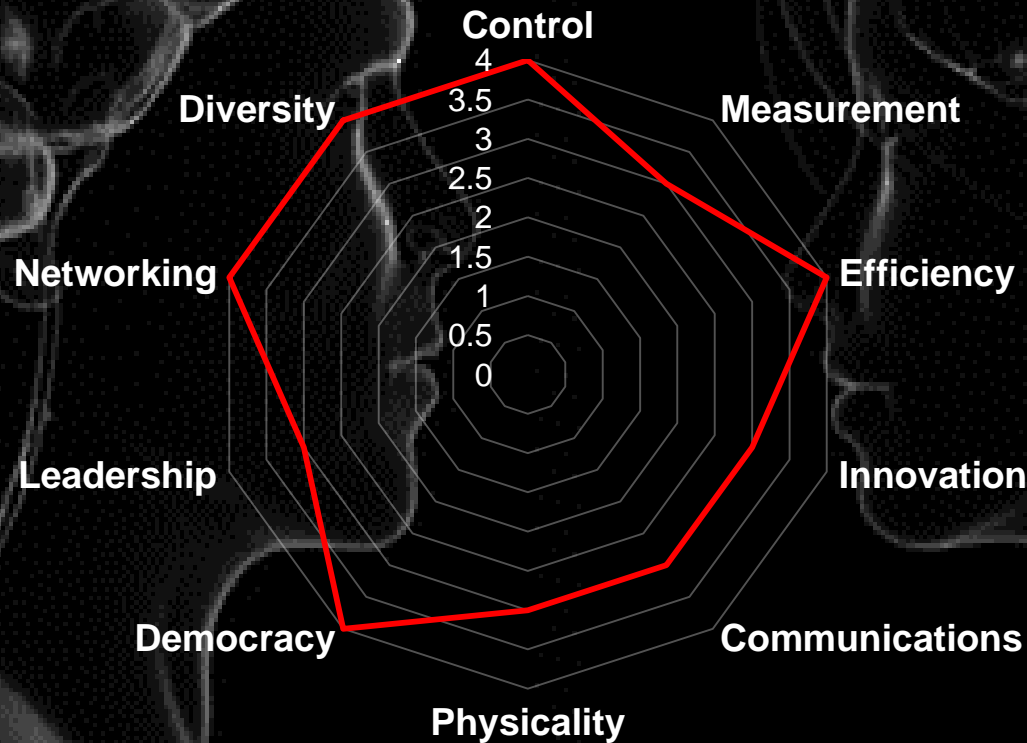 Control
4
Diversity
Measurement
3.5
3
2.5
2
Networking
Efficiency
1.5
1
0.5
0
Leadership
Innovation
Democracy
Communications
Physicality